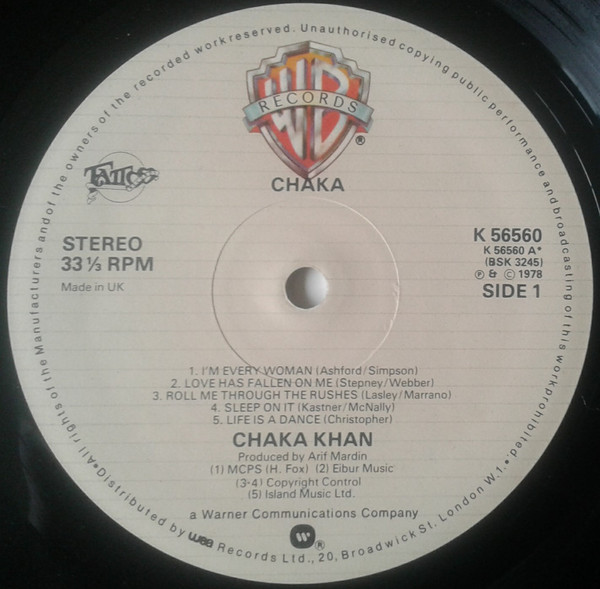 WB
RECORDS
®
CHAKA
TATTOO
STEREO
33 ⅓ RPM
Made in UK
K 56560
K 56560 A*
(BSK 3245)
℗ & © 1978
SIDE 1
1. I'M EVERY WOMAN (Ashford/Simpson)
2. LOVE HAS FALLEN ON ME (Stepney/Webber)
3. ROLL ME THROUGH THE RUSHES (Lasley/Marrano)
4. SLEEP ON IT (Kastner/McNally)
5. LIFE IS A DANCE (Christopher)
CHAKA KHAN
Produced by Arif Mardin
(1) MCPS (H. Fox) (2) Eibur Music
(3-4) Copyright Control
(5) Island Music Ltd.
a Warner Communications Company
®
•All rights of the Manufacturers and of the owners of the recorded work reserved. Unauthorised copying public performance and broadcasting of this work prohibited.
•Distributed by wea Records Ltd., 20, Broadwick St. London W.1.